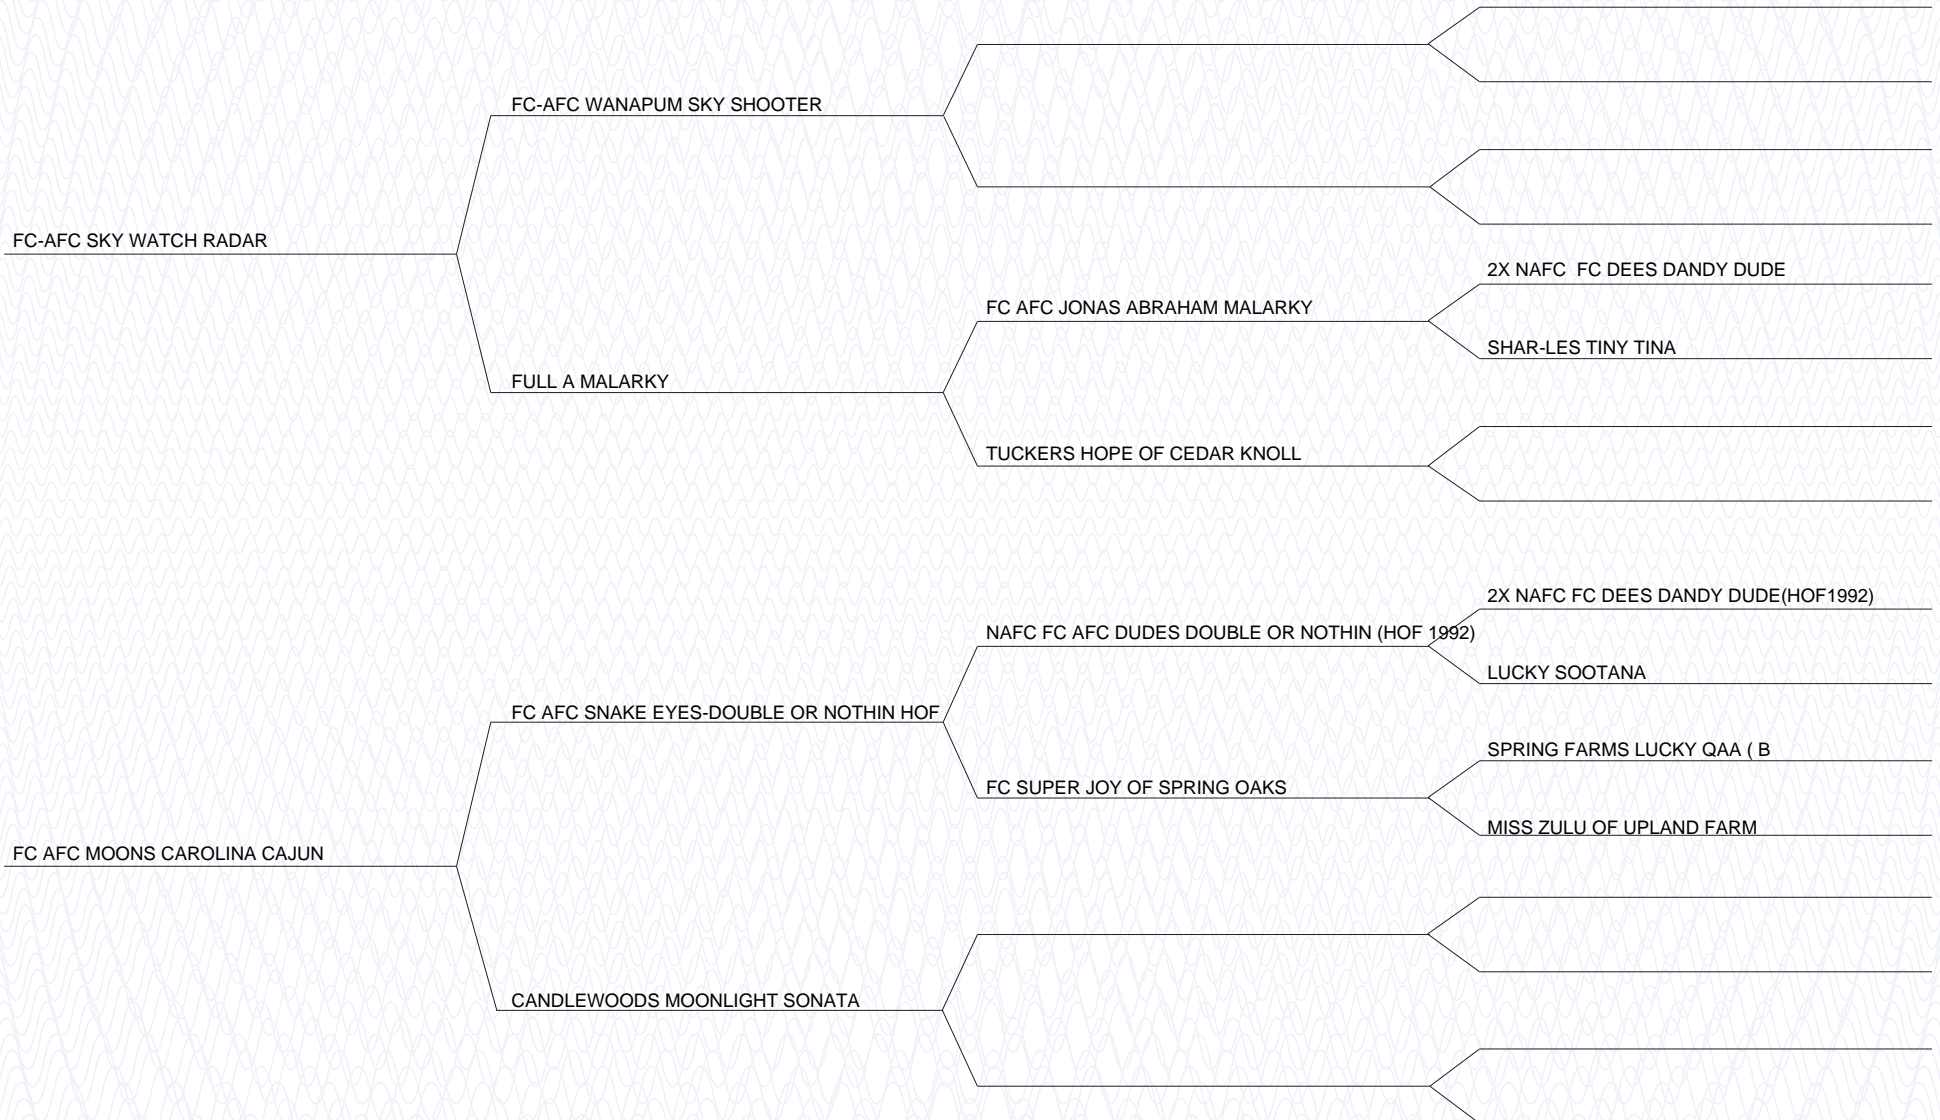 FC-AFC WANAPUM SKY SHOOTER
FC-AFC SKY WATCH RADAR
2X NAFC  FC DEES DANDY DUDE
FC AFC JONAS ABRAHAM MALARKY
SHAR-LES TINY TINA
FULL A MALARKY
TUCKERS HOPE OF CEDAR KNOLL
2X NAFC FC DEES DANDY DUDE(HOF1992)
NAFC FC AFC DUDES DOUBLE OR NOTHIN (HOF 1992)
LUCKY SOOTANA
FC AFC SNAKE EYES-DOUBLE OR NOTHIN HOF
SPRING FARMS LUCKY QAA ( B
FC SUPER JOY OF SPRING OAKS
MISS ZULU OF UPLAND FARM
FC AFC MOONS CAROLINA CAJUN
CANDLEWOODS MOONLIGHT SONATA